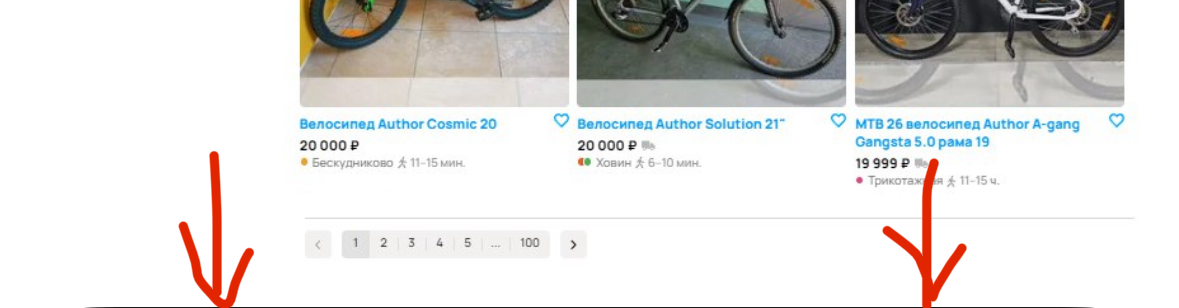 Велосипед Author Cosmic 20
20 000 ₽
Бескудниково 11–15 мин.
Велосипед Author Solution 21"
20 000 ₽
Ховин 6–10 мин.
MTB 26 велосипед Author A-gang
Gangsta 5.0 рама 19
19 999 ₽
11–15 ч.
1 2 3 4 5 ... 100